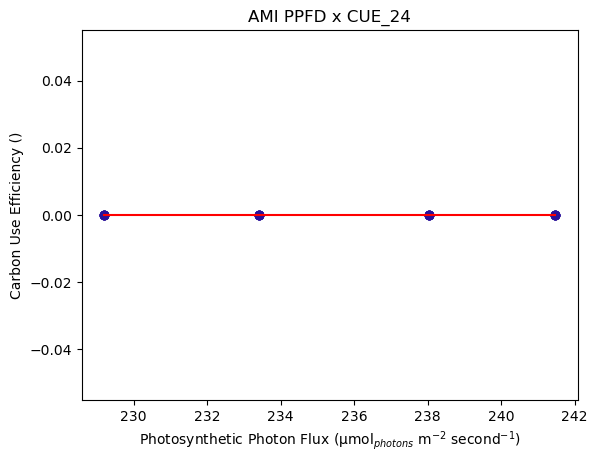 AMI PPFD x CUE_24
Carbon Use Efficiency ()
0.04
0.02
0.00
−0.02
−0.04
230 232 234 236 238 240 242
Photosynthetic Photon Flux (μmol_photons m⁻² second⁻¹)